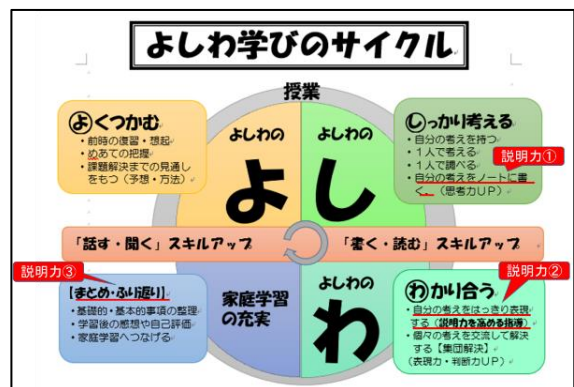 よしわ学びのサイクル
授業
よくつかむ
・前時の復習・想起
・めあての把握
・課題解決までの見通し
をもつ（予想・方法）
よしわの
よ
よしわの
し
しっかり考える
・自分の考えを持つ
・1人で考える
・1人で調べる
・自分の考えをノートに書
く。（思考力UP）
説明力①
「話す・聞く」スキルアップ
「書く・読む」スキルアップ
説明力③
【まとめ・ふり返り】
・基礎的・基本的事項の整理
・学習後の感想や自己評価
・家庭学習へつなげる
家庭学習
の充実
よしわの
わ
説明力②
わかり合う
・自分の考えをはっきり表現
する（説明力を高める指導）
・個々の考えを交流して解決
する【集団解決】
（表現力・判断力UP）